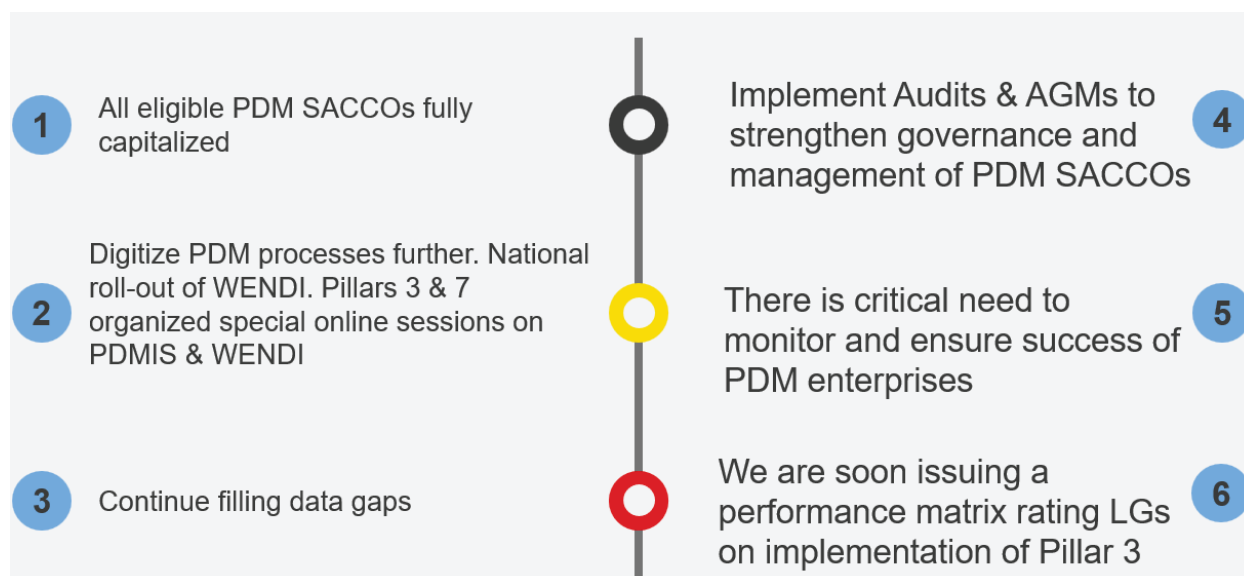 1
All eligible PDM SACCOs fully
capitalized
2
Digitize PDM processes further. National
roll-out of WENDI. Pillars 3 & 7
organized special online sessions on
PDMIS & WENDI
3
Continue filling data gaps
4
Implement Audits & AGMs to
strengthen governance and
management of PDM SACCOs
5
There is critical need to
monitor and ensure success of
PDM enterprises
6
We are soon issuing a
performance matrix rating LGs
on implementation of Pillar 3